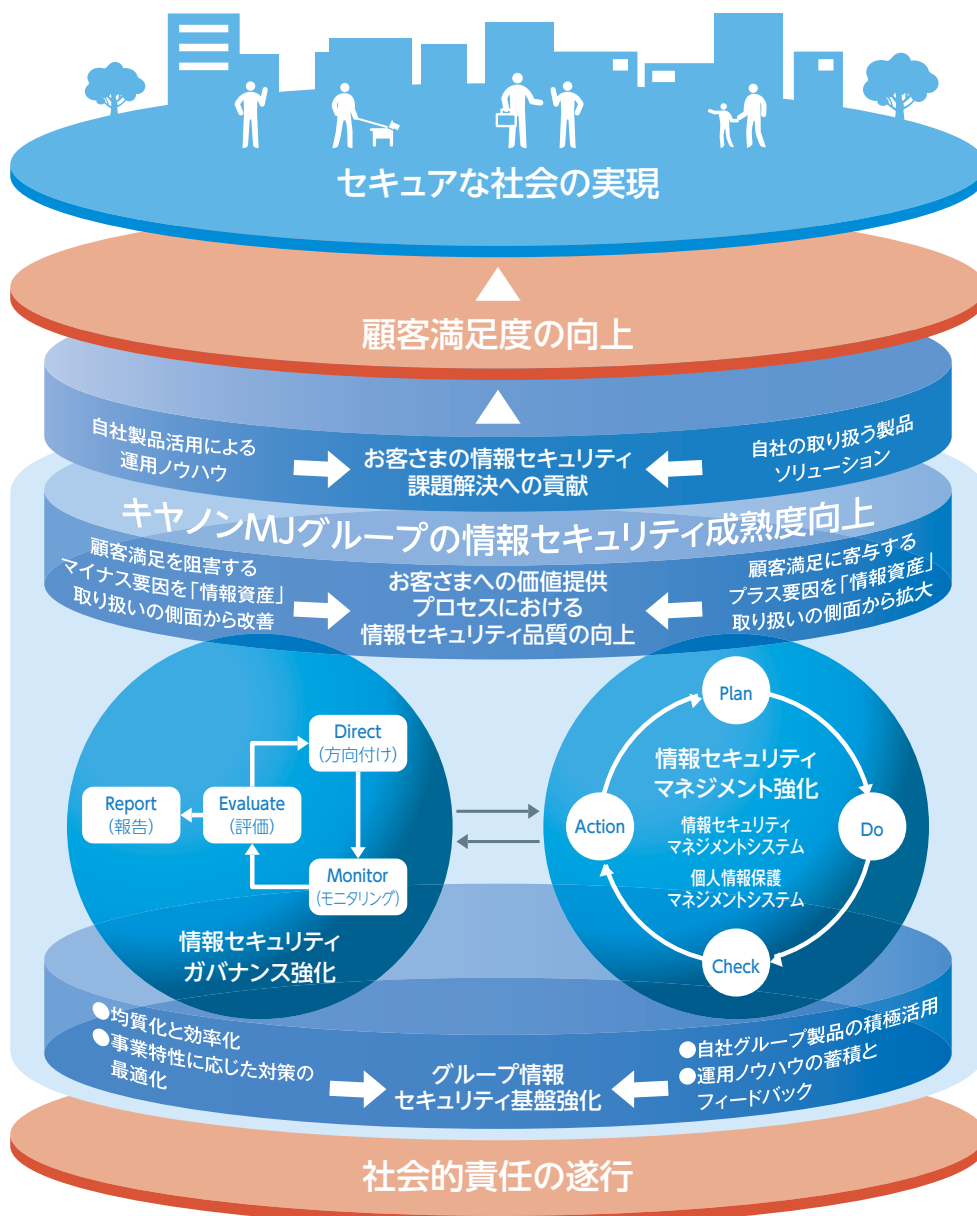 セキュアな社会の実現
顧客満足度の向上
自社製品活用による
運用ノウハウ
お客さまの情報セキュリティ
課題解決への貢献
自社の取り扱う製品
ソリューション
キヤノンMJグループの情報セキュリティ成熟度向上
顧客満足を阻害する
マイナス要因を「情報資産」
取り扱いの側面から改善
お客さまへの価値提供
プロセスにおける
情報セキュリティ品質の向上
顧客満足に寄与する
プラス要因を「情報資産」
取り扱いの側面から拡大
Direct
(方向付け)
Report
(報告)
Evaluate
(評価)
Monitor
(モニタリング)
情報セキュリティ
ガバナンス強化
Plan
情報セキュリティ
マネジメント強化
Action
Do
情報セキュリティ
マネジメントシステム
個人情報保護
マネジメントシステム
Check
●均質化と効率化
●事業特性に応じた対策の
最適化
グループ情報
セキュリティ基盤強化
●自社グループ製品の積極活用
●運用ノウハウの蓄積と
フィードバック
社会的責任の遂行